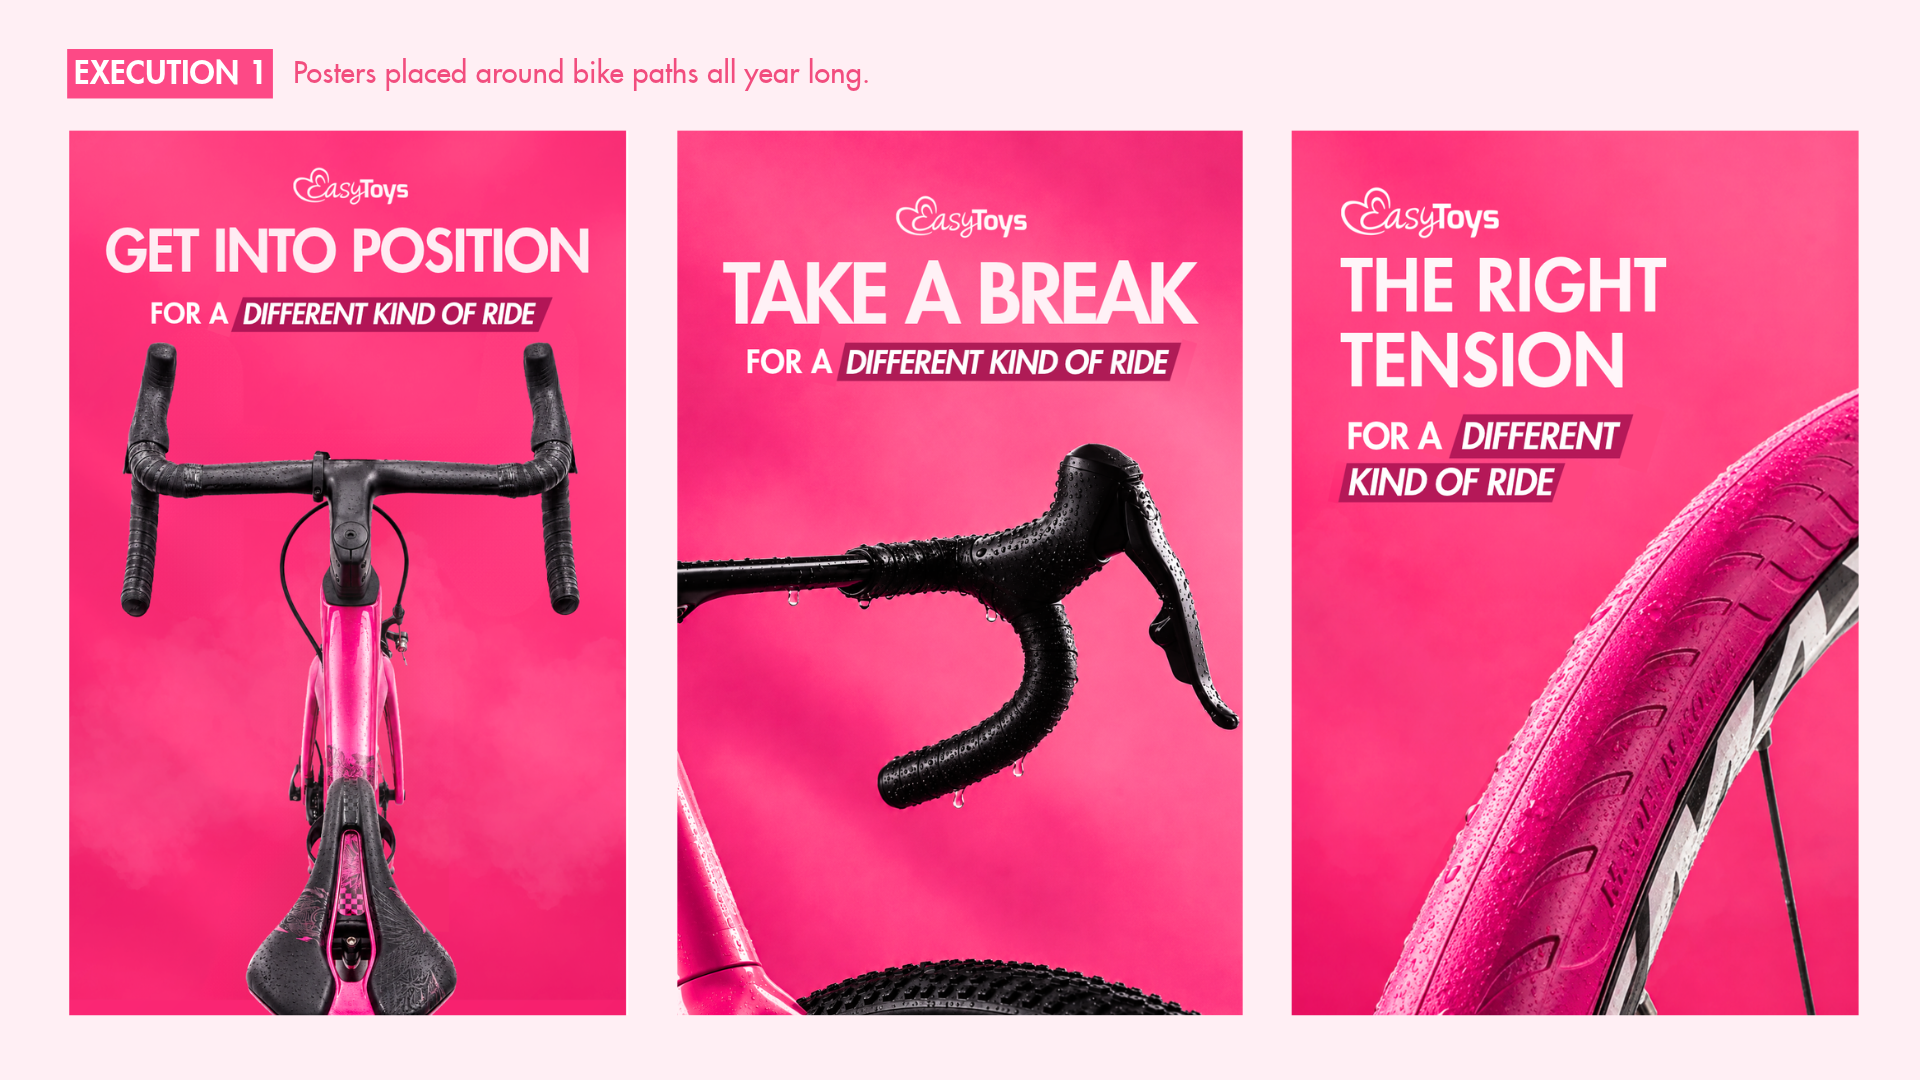 EXECUTION 1 Posters placed around bike paths all year long.
EasyToys
GET INTO POSITION
FOR A DIFFERENT KIND OF RIDE
EasyToys
TAKE A BREAK
FOR A DIFFERENT KIND OF RIDE
EasyToys
THE RIGHT
TENSION
FOR A DIFFERENT
KIND OF RIDE